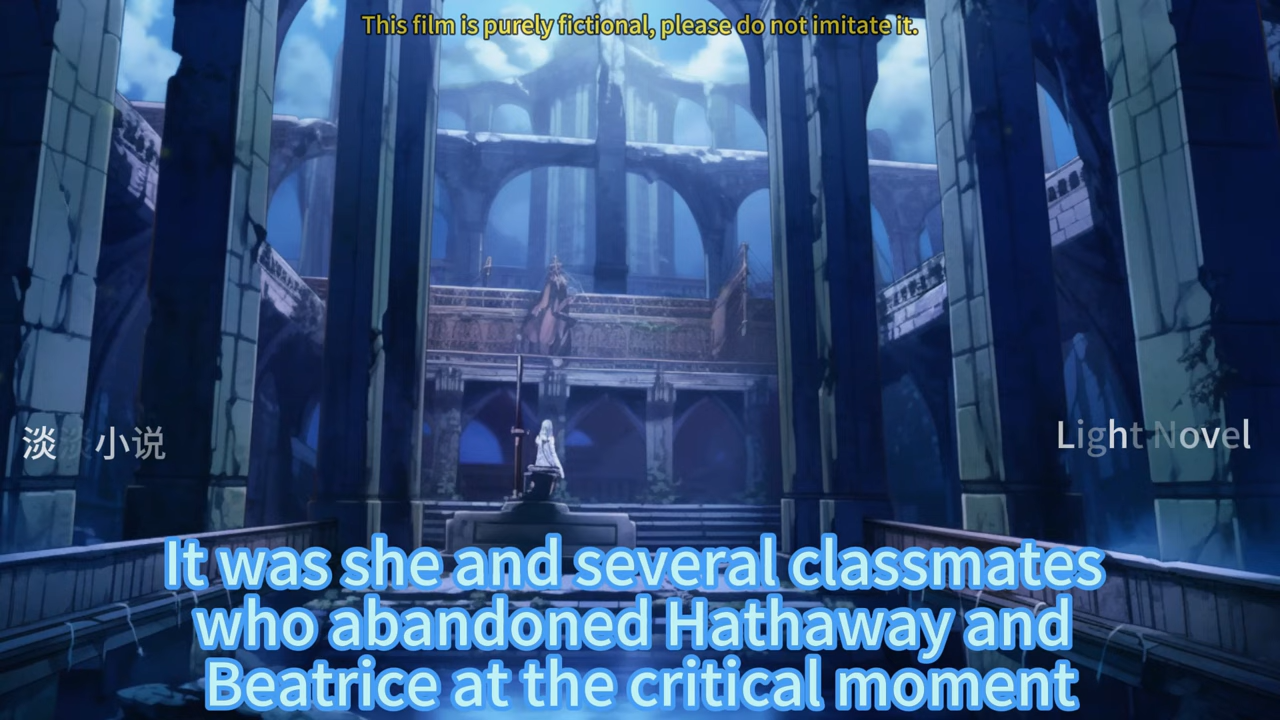 This film is purely fictional, please do not imitate it.
淡淡小说
Light Novel
It was she and several classmates
who abandoned Hathaway and
Beatrice at the critical moment